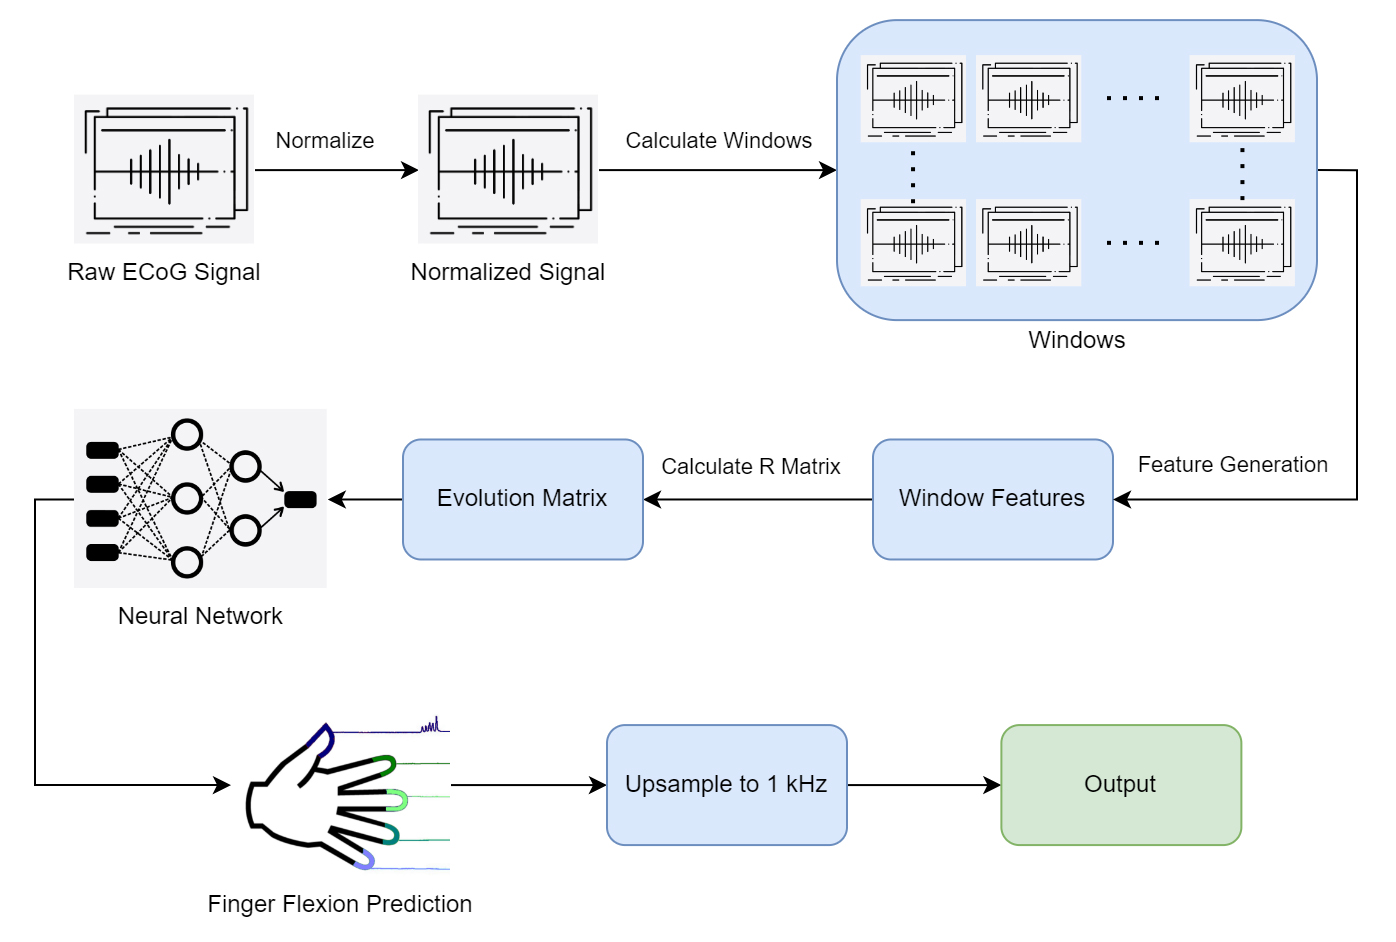 Normalize
Calculate Windows
Raw ECoG Signal
Normalized Signal
Windows
Feature Generation
Window Features
Calculate R Matrix
Evolution Matrix
Neural Network
Finger Flexion Prediction
Upsample to 1 kHz
Output